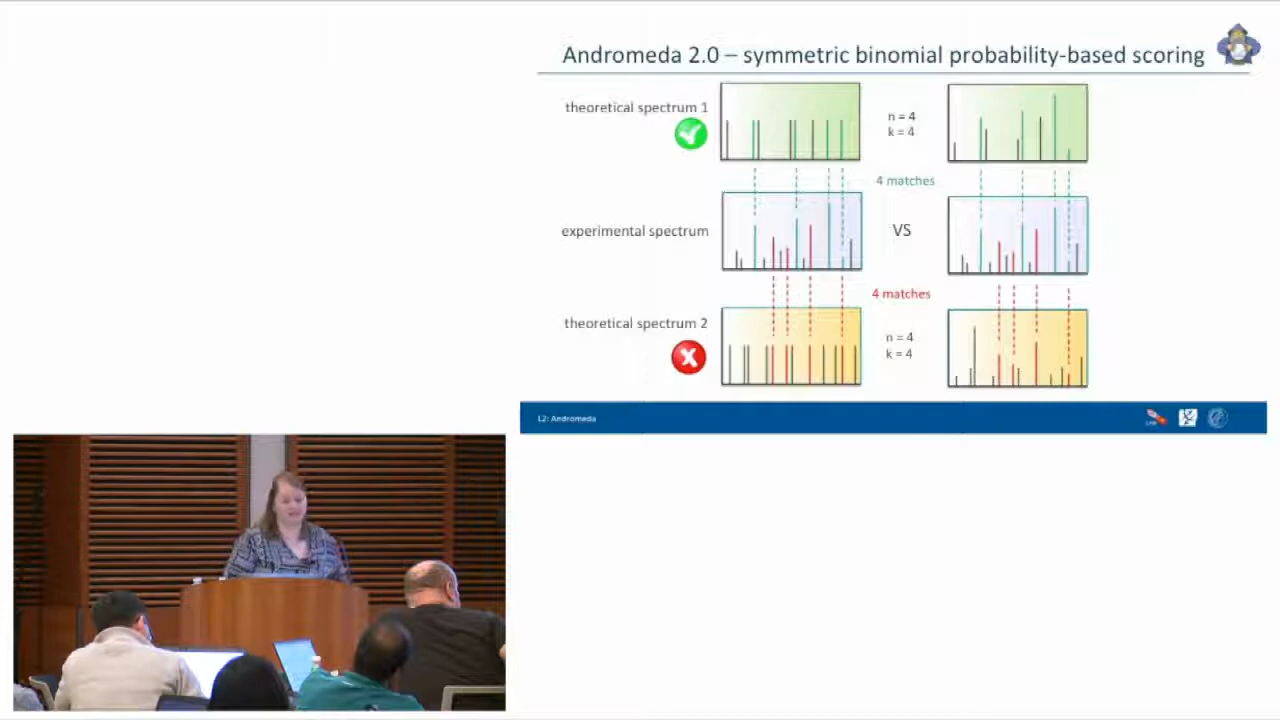 Andromeda 2.0 – symmetric binomial probability-based scoring
theoretical spectrum 1
n = 4
k = 4
4 matches
experimental spectrum
VS
4 matches
theoretical spectrum 2
n = 4
k = 4
L2: Andromeda